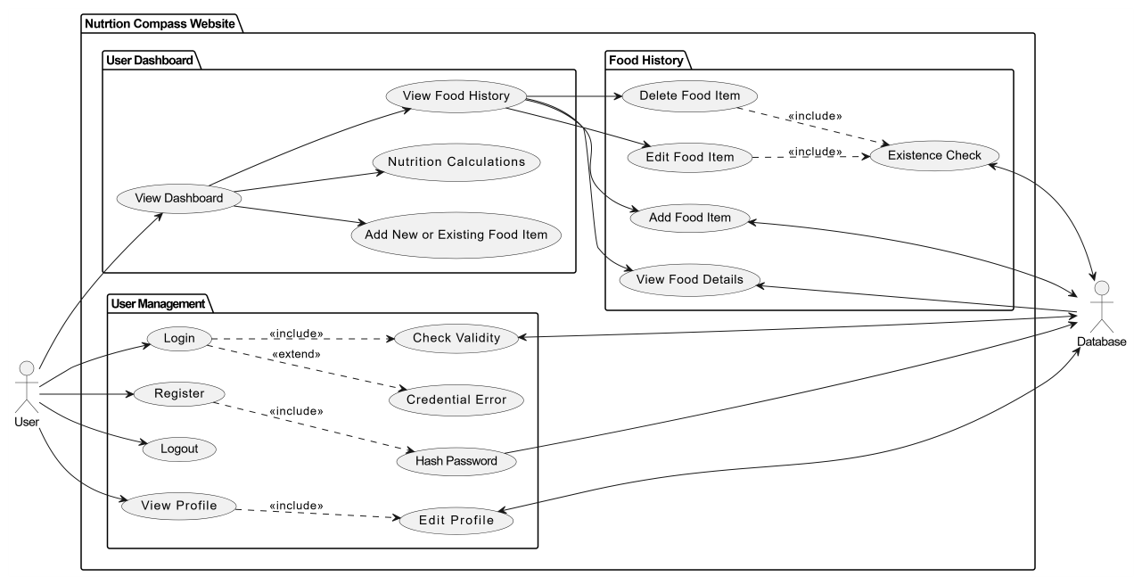 Nutrtion Compass Website
User Dashboard
View Food History
Nutrition Calculations
View Dashboard
Add New or Existing Food Item
Food History
Delete Food Item
«include»
Edit Food Item
«include»
Existence Check
Add Food Item
View Food Details
User Management
Login
«include»
Check Validity
«extend»
Credential Error
Register
«include»
Hash Password
Logout
View Profile
«include»
Edit Profile
User
Database